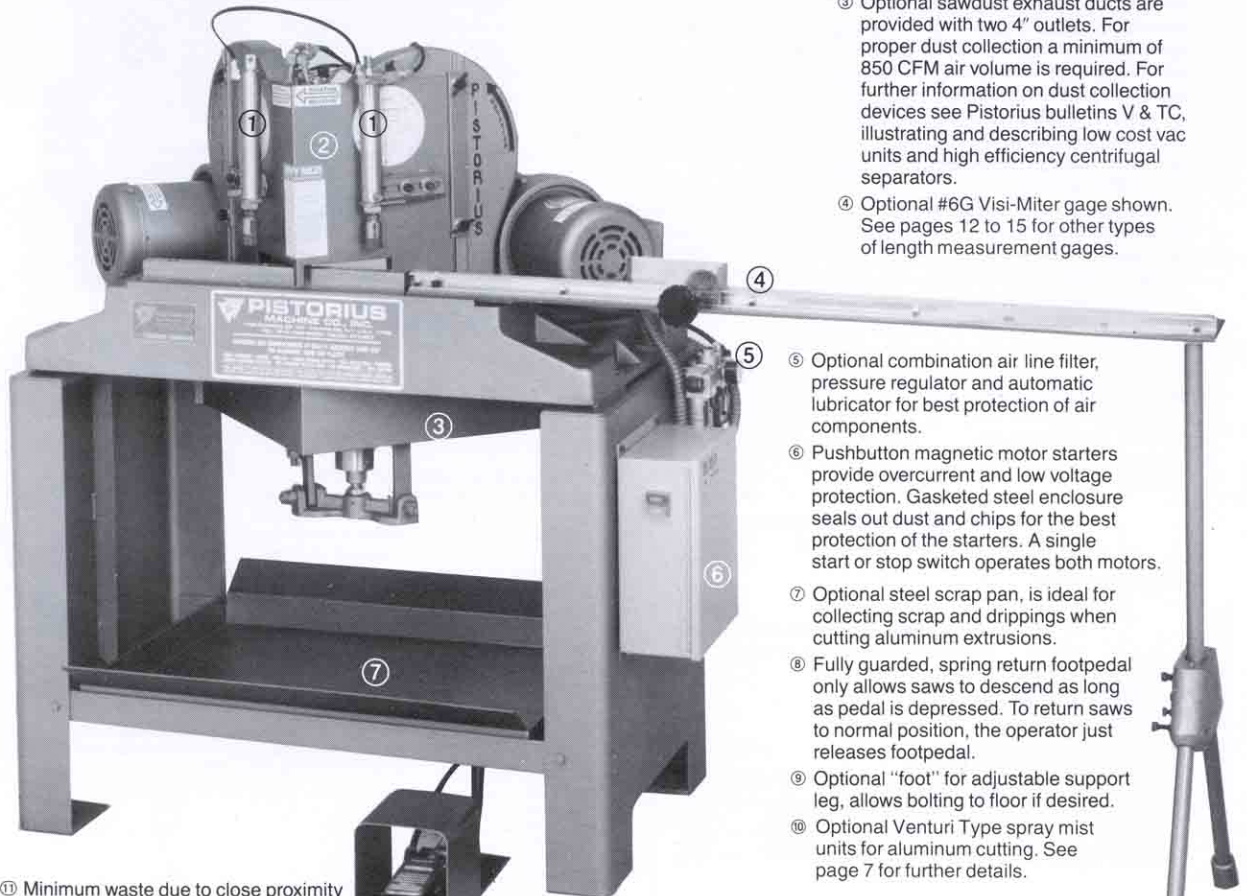 ③ Optional sawdust exhaust ducts are
provided with two 4″ outlets. For
proper dust collection a minimum of
850 CFM air volume is required. For
further information on dust collection
devices see Pistorius bulletins V & TC,
illustrating and describing low cost vac
units and high efficiency centrifugal
separators.
④ Optional #6G Visi-Miter gage shown.
See pages 12 to 15 for other types
of length measurement gages.
① ①
②
PISTORIUS
④
PISTORIUS
MACHINE CO., INC.
⑤
③
⑥
⑦
⑤ Optional combination air line filter,
pressure regulator and automatic
lubricator for best protection of air
components.
⑥ Pushbutton magnetic motor starters
provide overcurrent and low voltage
protection. Gasketed steel enclosure
seals out dust and chips for the best
protection of the starters. A single
start or stop switch operates both motors.
⑦ Optional steel scrap pan, is ideal for
collecting scrap and drippings when
cutting aluminum extrusions.
⑧ Fully guarded, spring return footpedal
only allows saws to descend as long
as pedal is depressed. To return saws
to normal position, the operator just
releases footpedal.
⑨ Optional "foot" for adjustable support
leg, allows bolting to floor if desired.
⑩ Optional Venturi Type spray mist
units for aluminum cutting. See
page 7 for further details.
⑪ Minimum waste due to close proximity